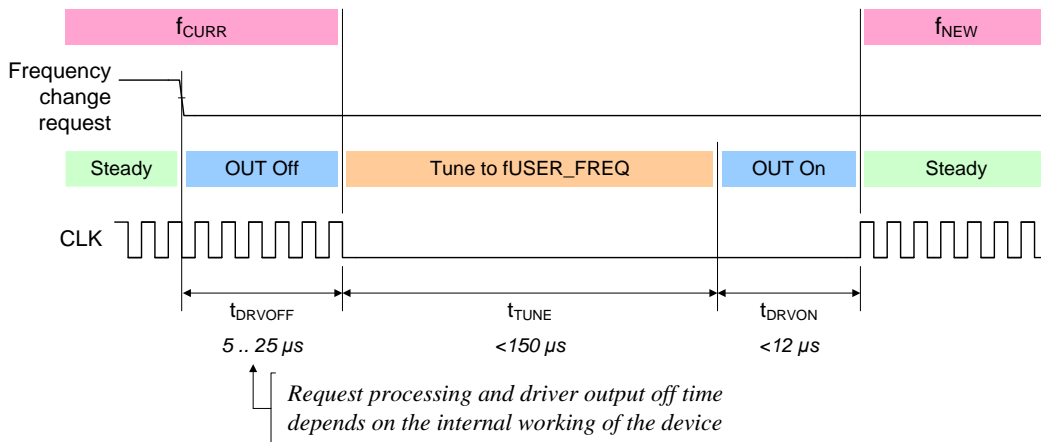 fCURR
fNEW
Frequency
change
request
Steady
OUT Off
Tune to fUSER_FREQ
OUT On
Steady
CLK
tDRVOFF
tTUNE
tDRVON
5 .. 25 µs
<150 µs
<12 µs
Request processing and driver output off time
depends on the internal working of the device